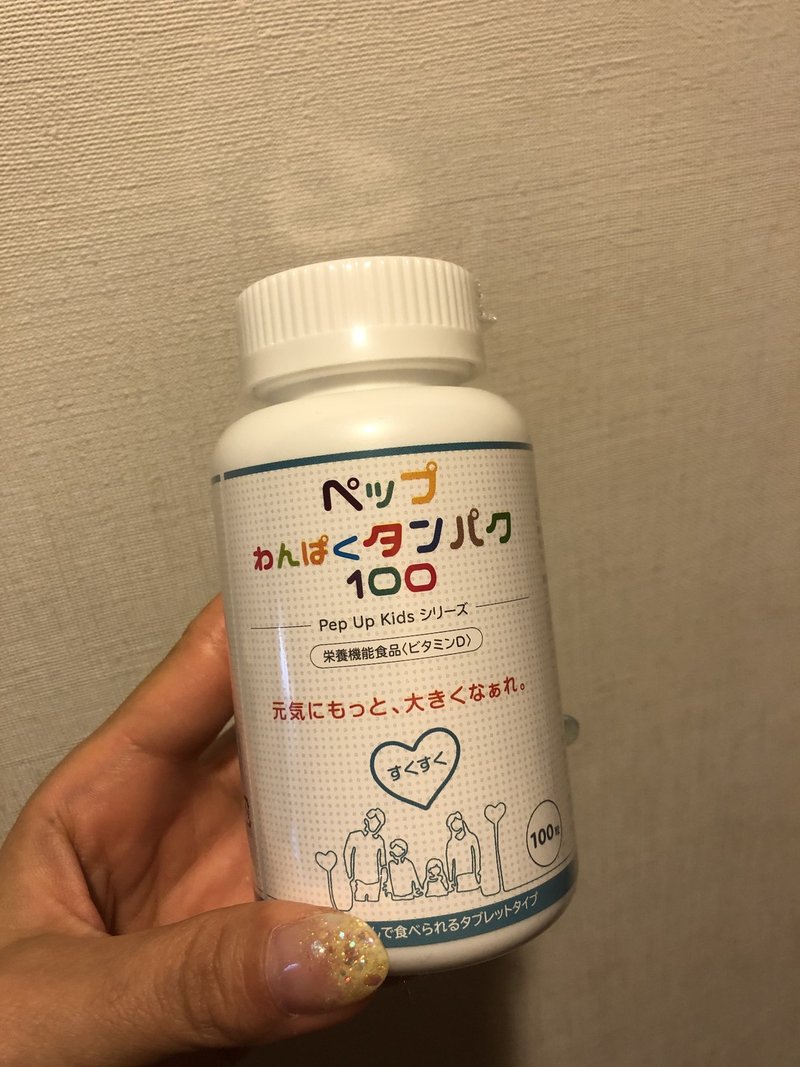 ペップ
わんぱくタンパク
100
Pep Up Kids シリーズ
栄養機能食品〈ビタミンD〉
元気にもっと、大きくなぁれ。
すくすく
100粒
で食べられるタブレットタイプ